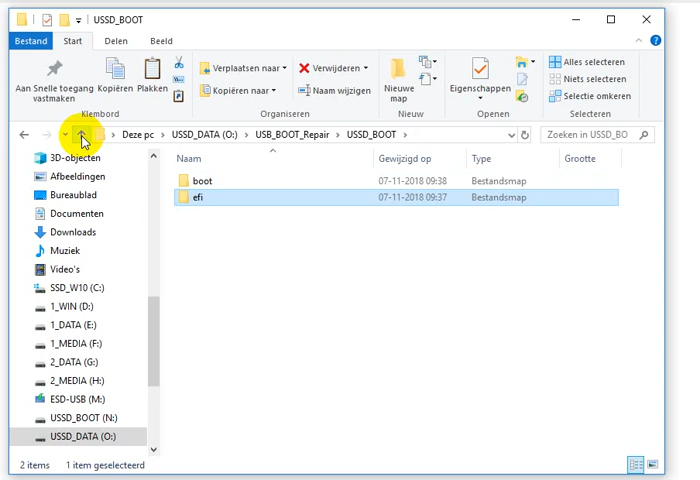 USSD_BOOT
Bestand Start Delen Beeld
Aan Snelle toegang vastmaken
Kopiëren
Plakken
Klembord
Verplaatsen naar
Kopiëren naar
Verwijderen
Naam wijzigen
Organiseren
Nieuwe map
Nieuw
Eigenschappen
Openen
Alles selecteren
Niets selecteren
Selectie omkeren
Selecteren
Deze pc > USSD_DATA (O:) > USB_BOOT_Repair > USSD_BOOT >
Zoeken in USSD_BO
Naam Gewijzigd op Type Grootte
boot 07-11-2018 09:38 Bestandsmap
efi 07-11-2018 09:37 Bestandsmap
3D-objecten
Afbeeldingen
Bureaublad
Documenten
Downloads
Muziek
Video's
SSD_W10 (C:)
1_WIN (D:)
1_DATA (E:)
1_MEDIA (F:)
2_DATA (G:)
2_MEDIA (H:)
ESD-USB (M:)
USSD_BOOT (N:)
USSD_DATA (O:)
2 items 1 item geselecteerd